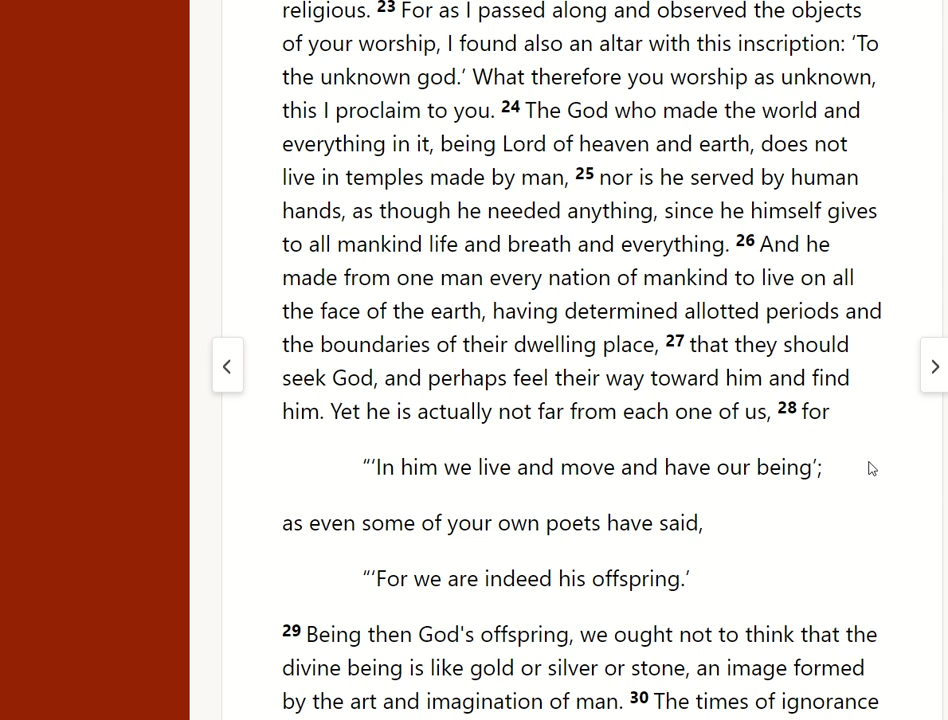 religious. 23 For as I passed along and observed the objects
of your worship, I found also an altar with this inscription: ‘To
the unknown god.’ What therefore you worship as unknown,
this I proclaim to you. 24 The God who made the world and
everything in it, being Lord of heaven and earth, does not
live in temples made by man, 25 nor is he served by human
hands, as though he needed anything, since he himself gives
to all mankind life and breath and everything. 26 And he
made from one man every nation of mankind to live on all
the face of the earth, having determined allotted periods and
the boundaries of their dwelling place, 27 that they should
seek God, and perhaps feel their way toward him and find
him. Yet he is actually not far from each one of us, 28 for
“‘In him we live and move and have our being’;
as even some of your own poets have said,
“‘For we are indeed his offspring.’
29 Being then God's offspring, we ought not to think that the
divine being is like gold or silver or stone, an image formed
by the art and imagination of man. 30 The times of ignorance